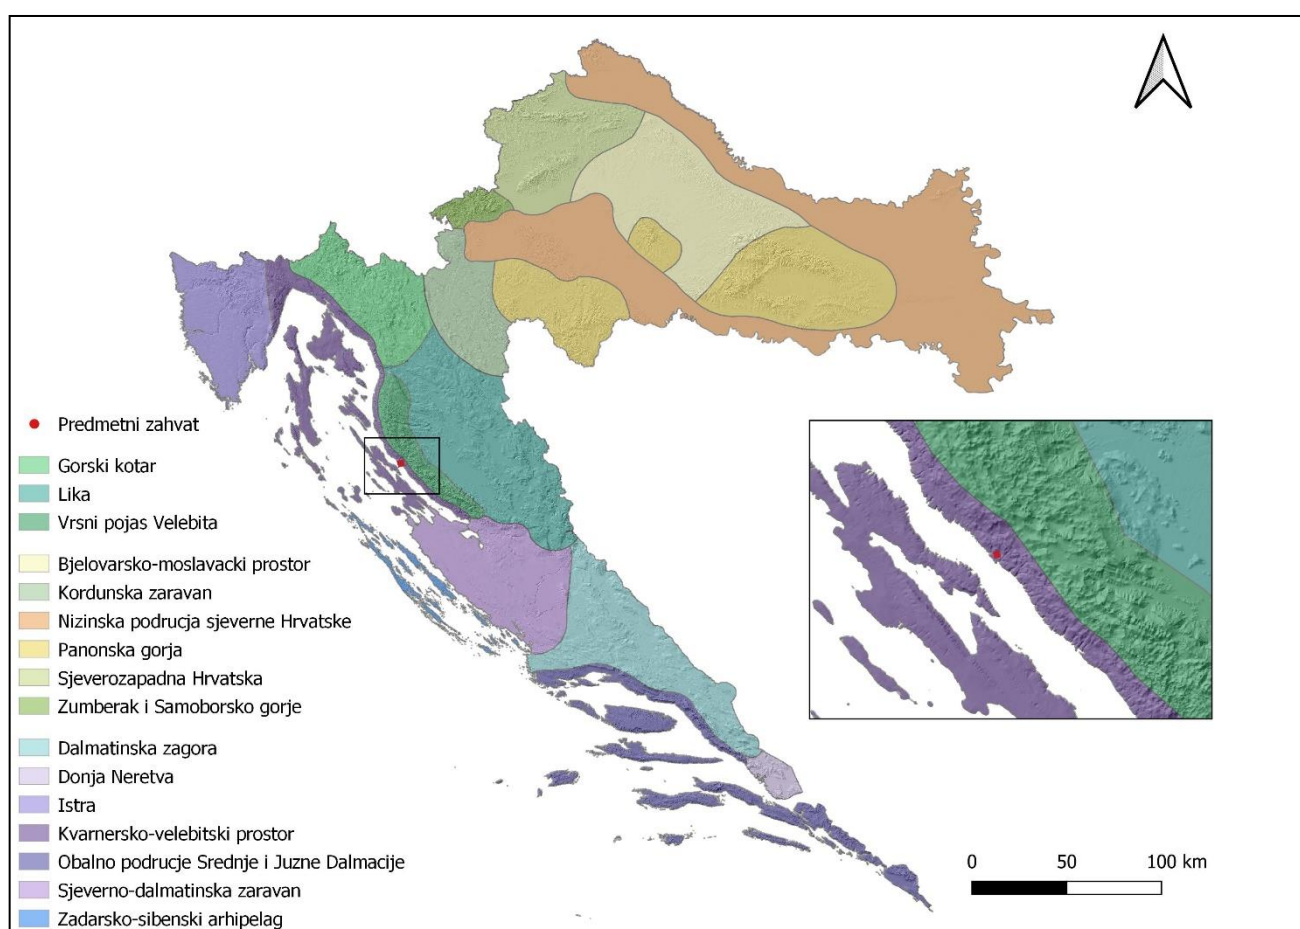 Predmetni zahvat
Gorski kotar
Lika
Vrsni pojas Velebita
Bjelovarsko-moslavacki prostor
Kordunska zaravan
Nizinska podrucja sjeverne Hrvatske
Panonska gorja
Sjeverozapadna Hrvatska
Zumberak i Samoborsko gorje
Dalmatinska zagora
Donja Neretva
Istra
Kvarnersko-velebitski prostor
Obalno podrucje Srednje i Juzne Dalmacije
Sjeverno-dalmatinska zaravan
Zadarsko-sibenski arhipelag
0 50 100 km